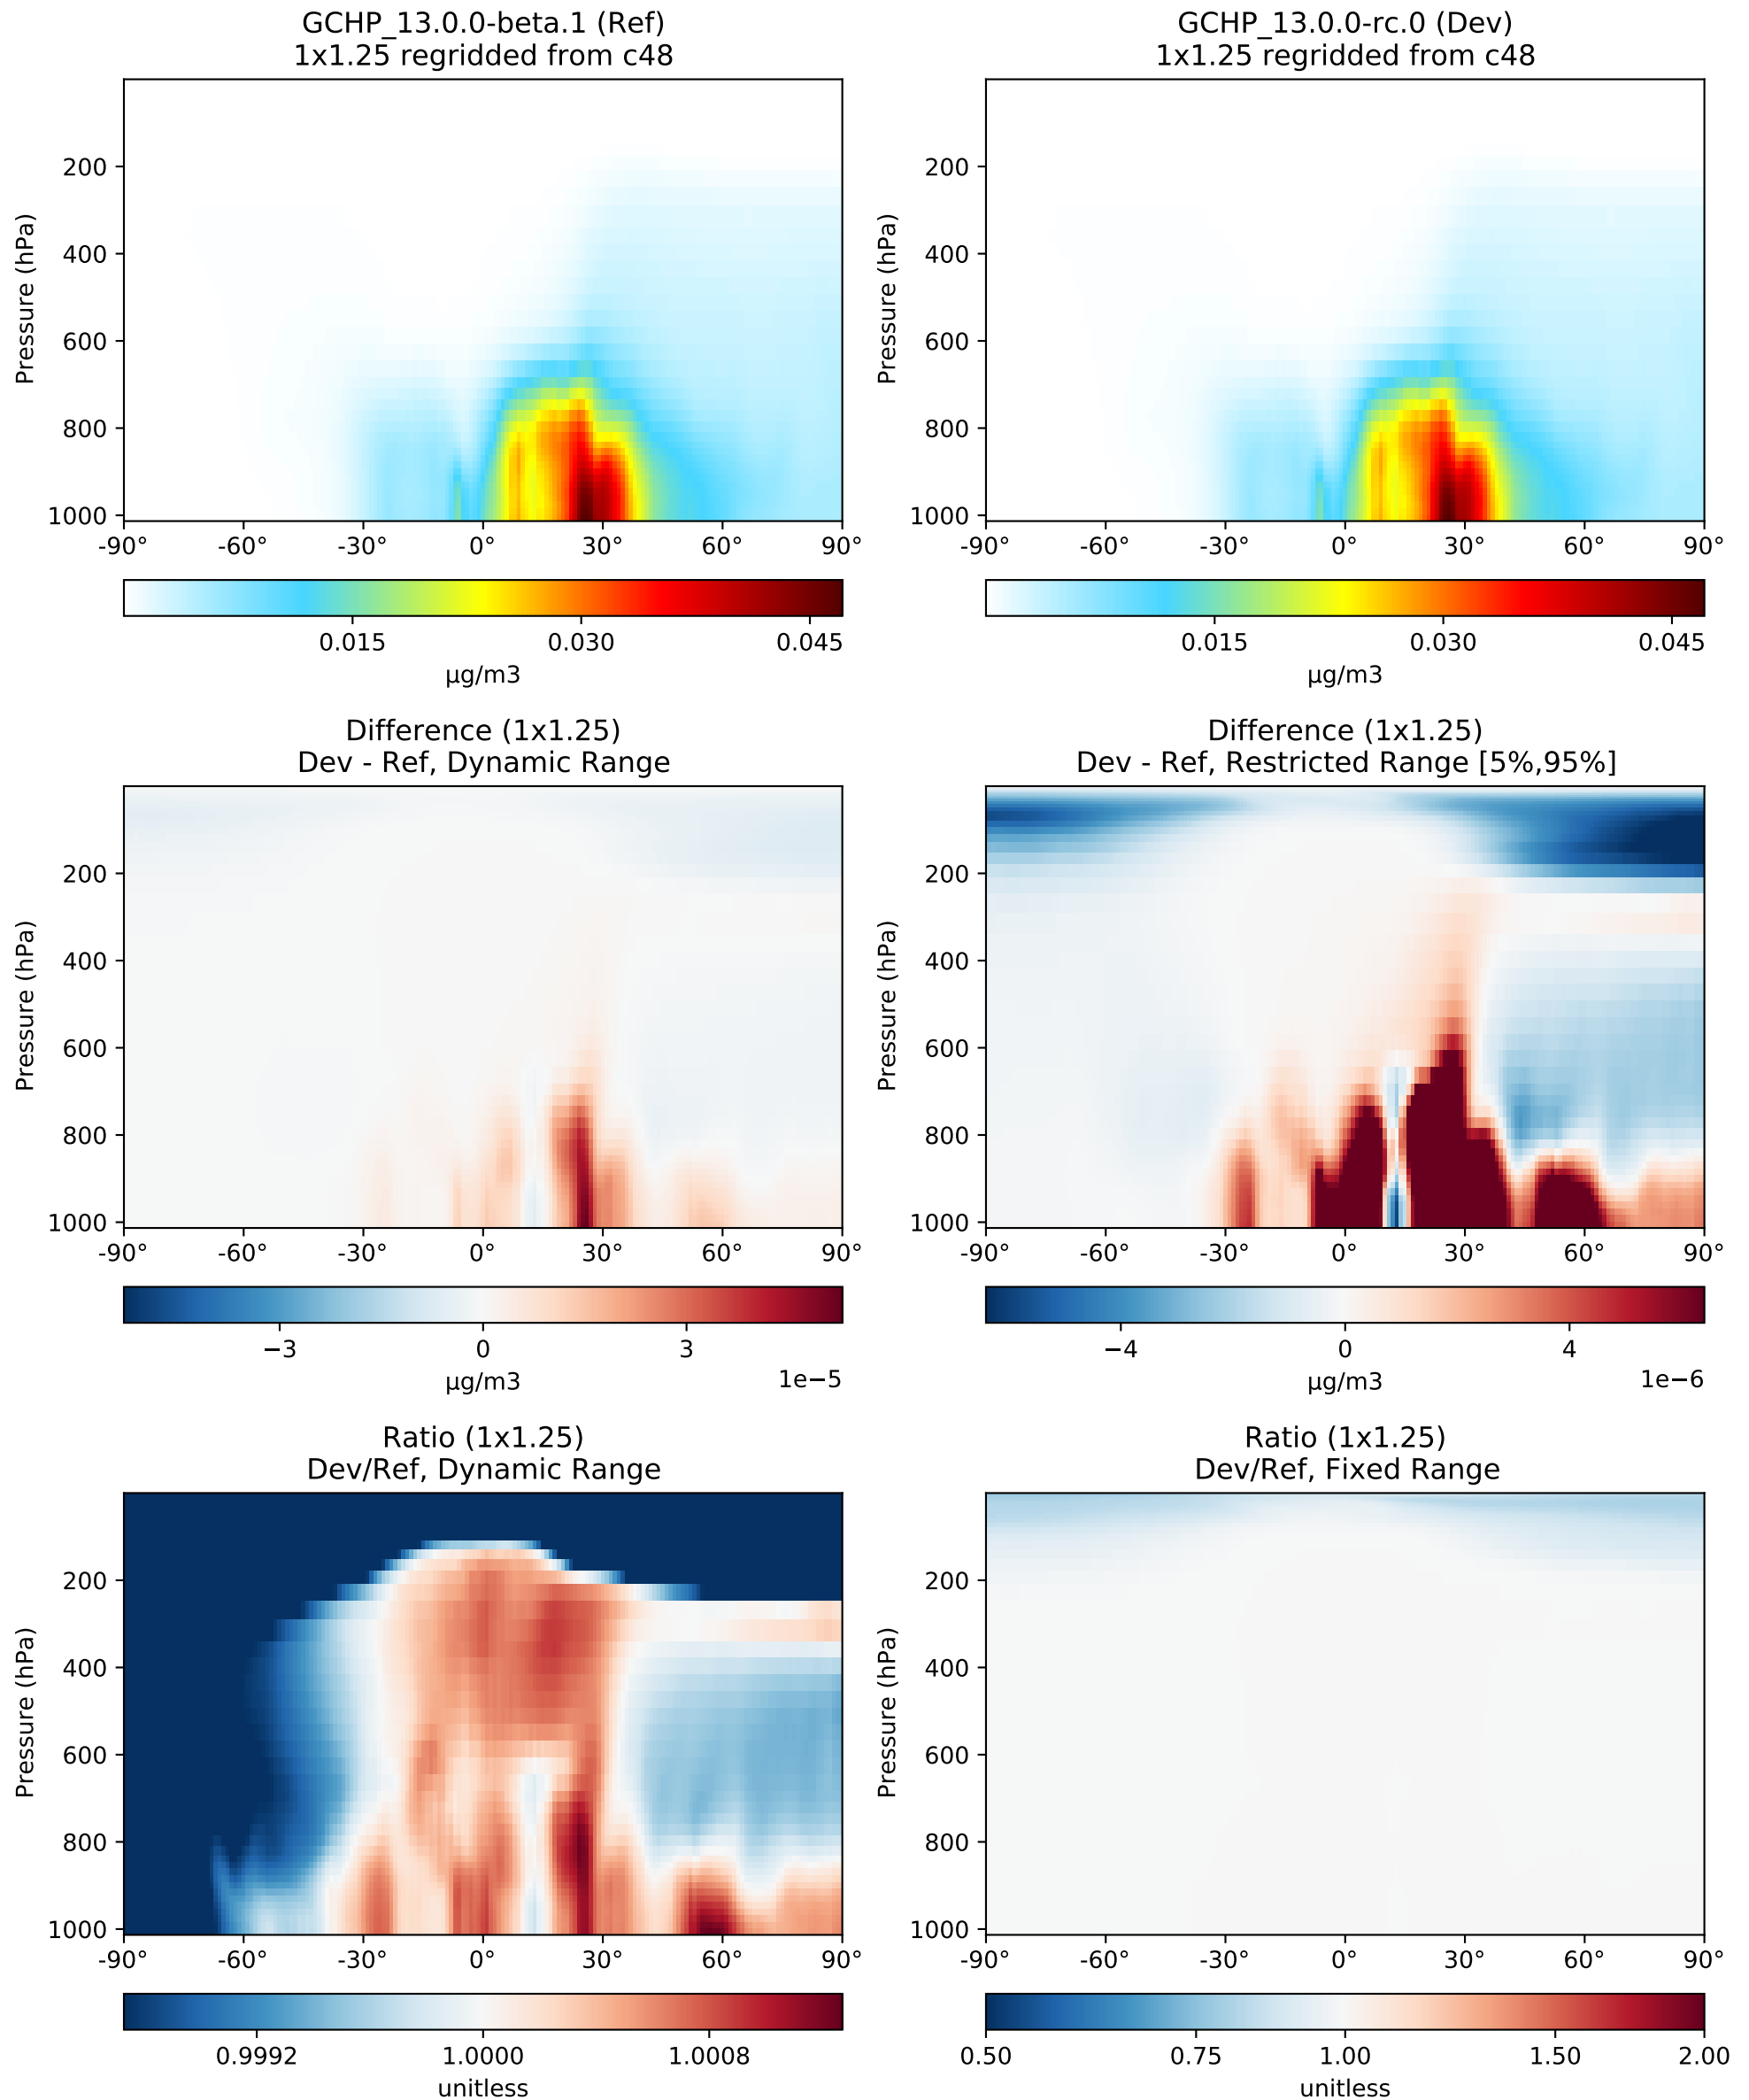 GCHP_13.0.0-beta.1 (Ref)
1x1.25 regridded from c48
Pressure (hPa)
200
400
600
800
1000
-90° -60° -30° 0° 30° 60° 90°
0.015 0.030 0.045
µg/m3
GCHP_13.0.0-rc.0 (Dev)
1x1.25 regridded from c48
Pressure (hPa)
200
400
600
800
1000
-90° -60° -30° 0° 30° 60° 90°
0.015 0.030 0.045
µg/m3
Difference (1x1.25)
Dev - Ref, Dynamic Range
Pressure (hPa)
200
400
600
800
1000
-90° -60° -30° 0° 30° 60° 90°
−3 0 3
µg/m3 1e−5
Difference (1x1.25)
Dev - Ref, Restricted Range [5%,95%]
Pressure (hPa)
200
400
600
800
1000
-90° -60° -30° 0° 30° 60° 90°
−4 0 4
µg/m3 1e−6
Ratio (1x1.25)
Dev/Ref, Dynamic Range
Pressure (hPa)
200
400
600
800
1000
-90° -60° -30° 0° 30° 60° 90°
0.9992 1.0000 1.0008
unitless
Ratio (1x1.25)
Dev/Ref, Fixed Range
Pressure (hPa)
200
400
600
800
1000
-90° -60° -30° 0° 30° 60° 90°
0.50 0.75 1.00 1.50 2.00
unitless